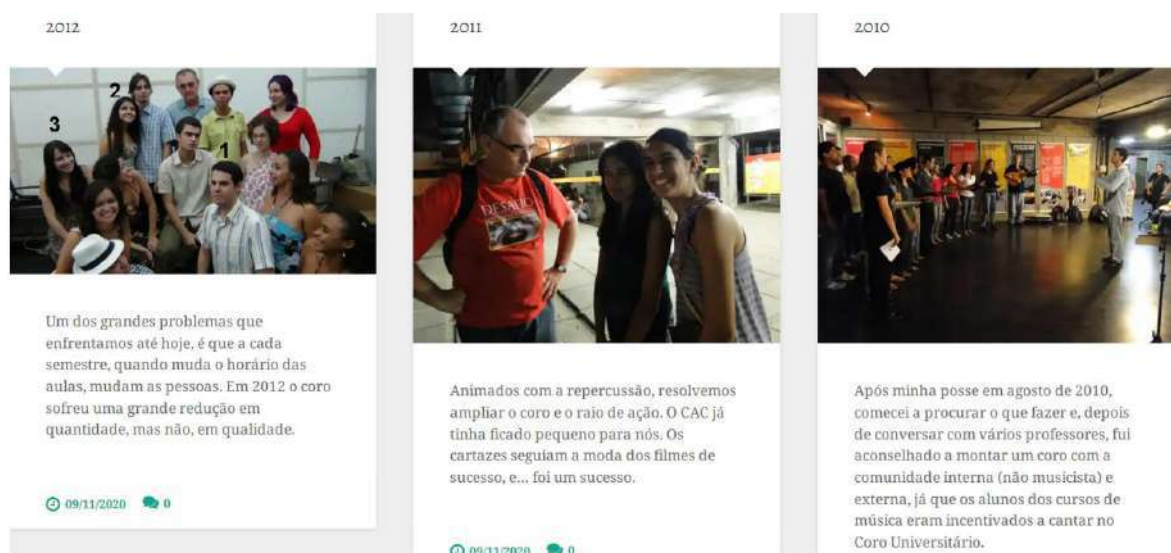 2012
2
3
1
Um dos grandes problemas que
enfrentamos até hoje, é que a cada
semestre, quando muda o horário das
aulas, mudam as pessoas. Em 2012 o coro
sofreu uma grande redução em
quantidade, mas não, em qualidade.
09/11/2020 0
2011
DESAFIO
Animados com a repercussão, resolvemos
ampliar o coro e o raio de ação. O CAC já
tinha ficado pequeno para nós. Os
cartazes seguiam a moda dos filmes de
sucesso, e... foi um sucesso.
09/11/2020 0
2010
Após minha posse em agosto de 2010,
comecei a procurar o que fazer e, depois
de conversar com vários professores, fui
aconselhado a montar um coro com a
comunidade interna (não musicista) e
externa, já que os alunos dos cursos de
música eram incentivados a cantar no
Coro Universitário.